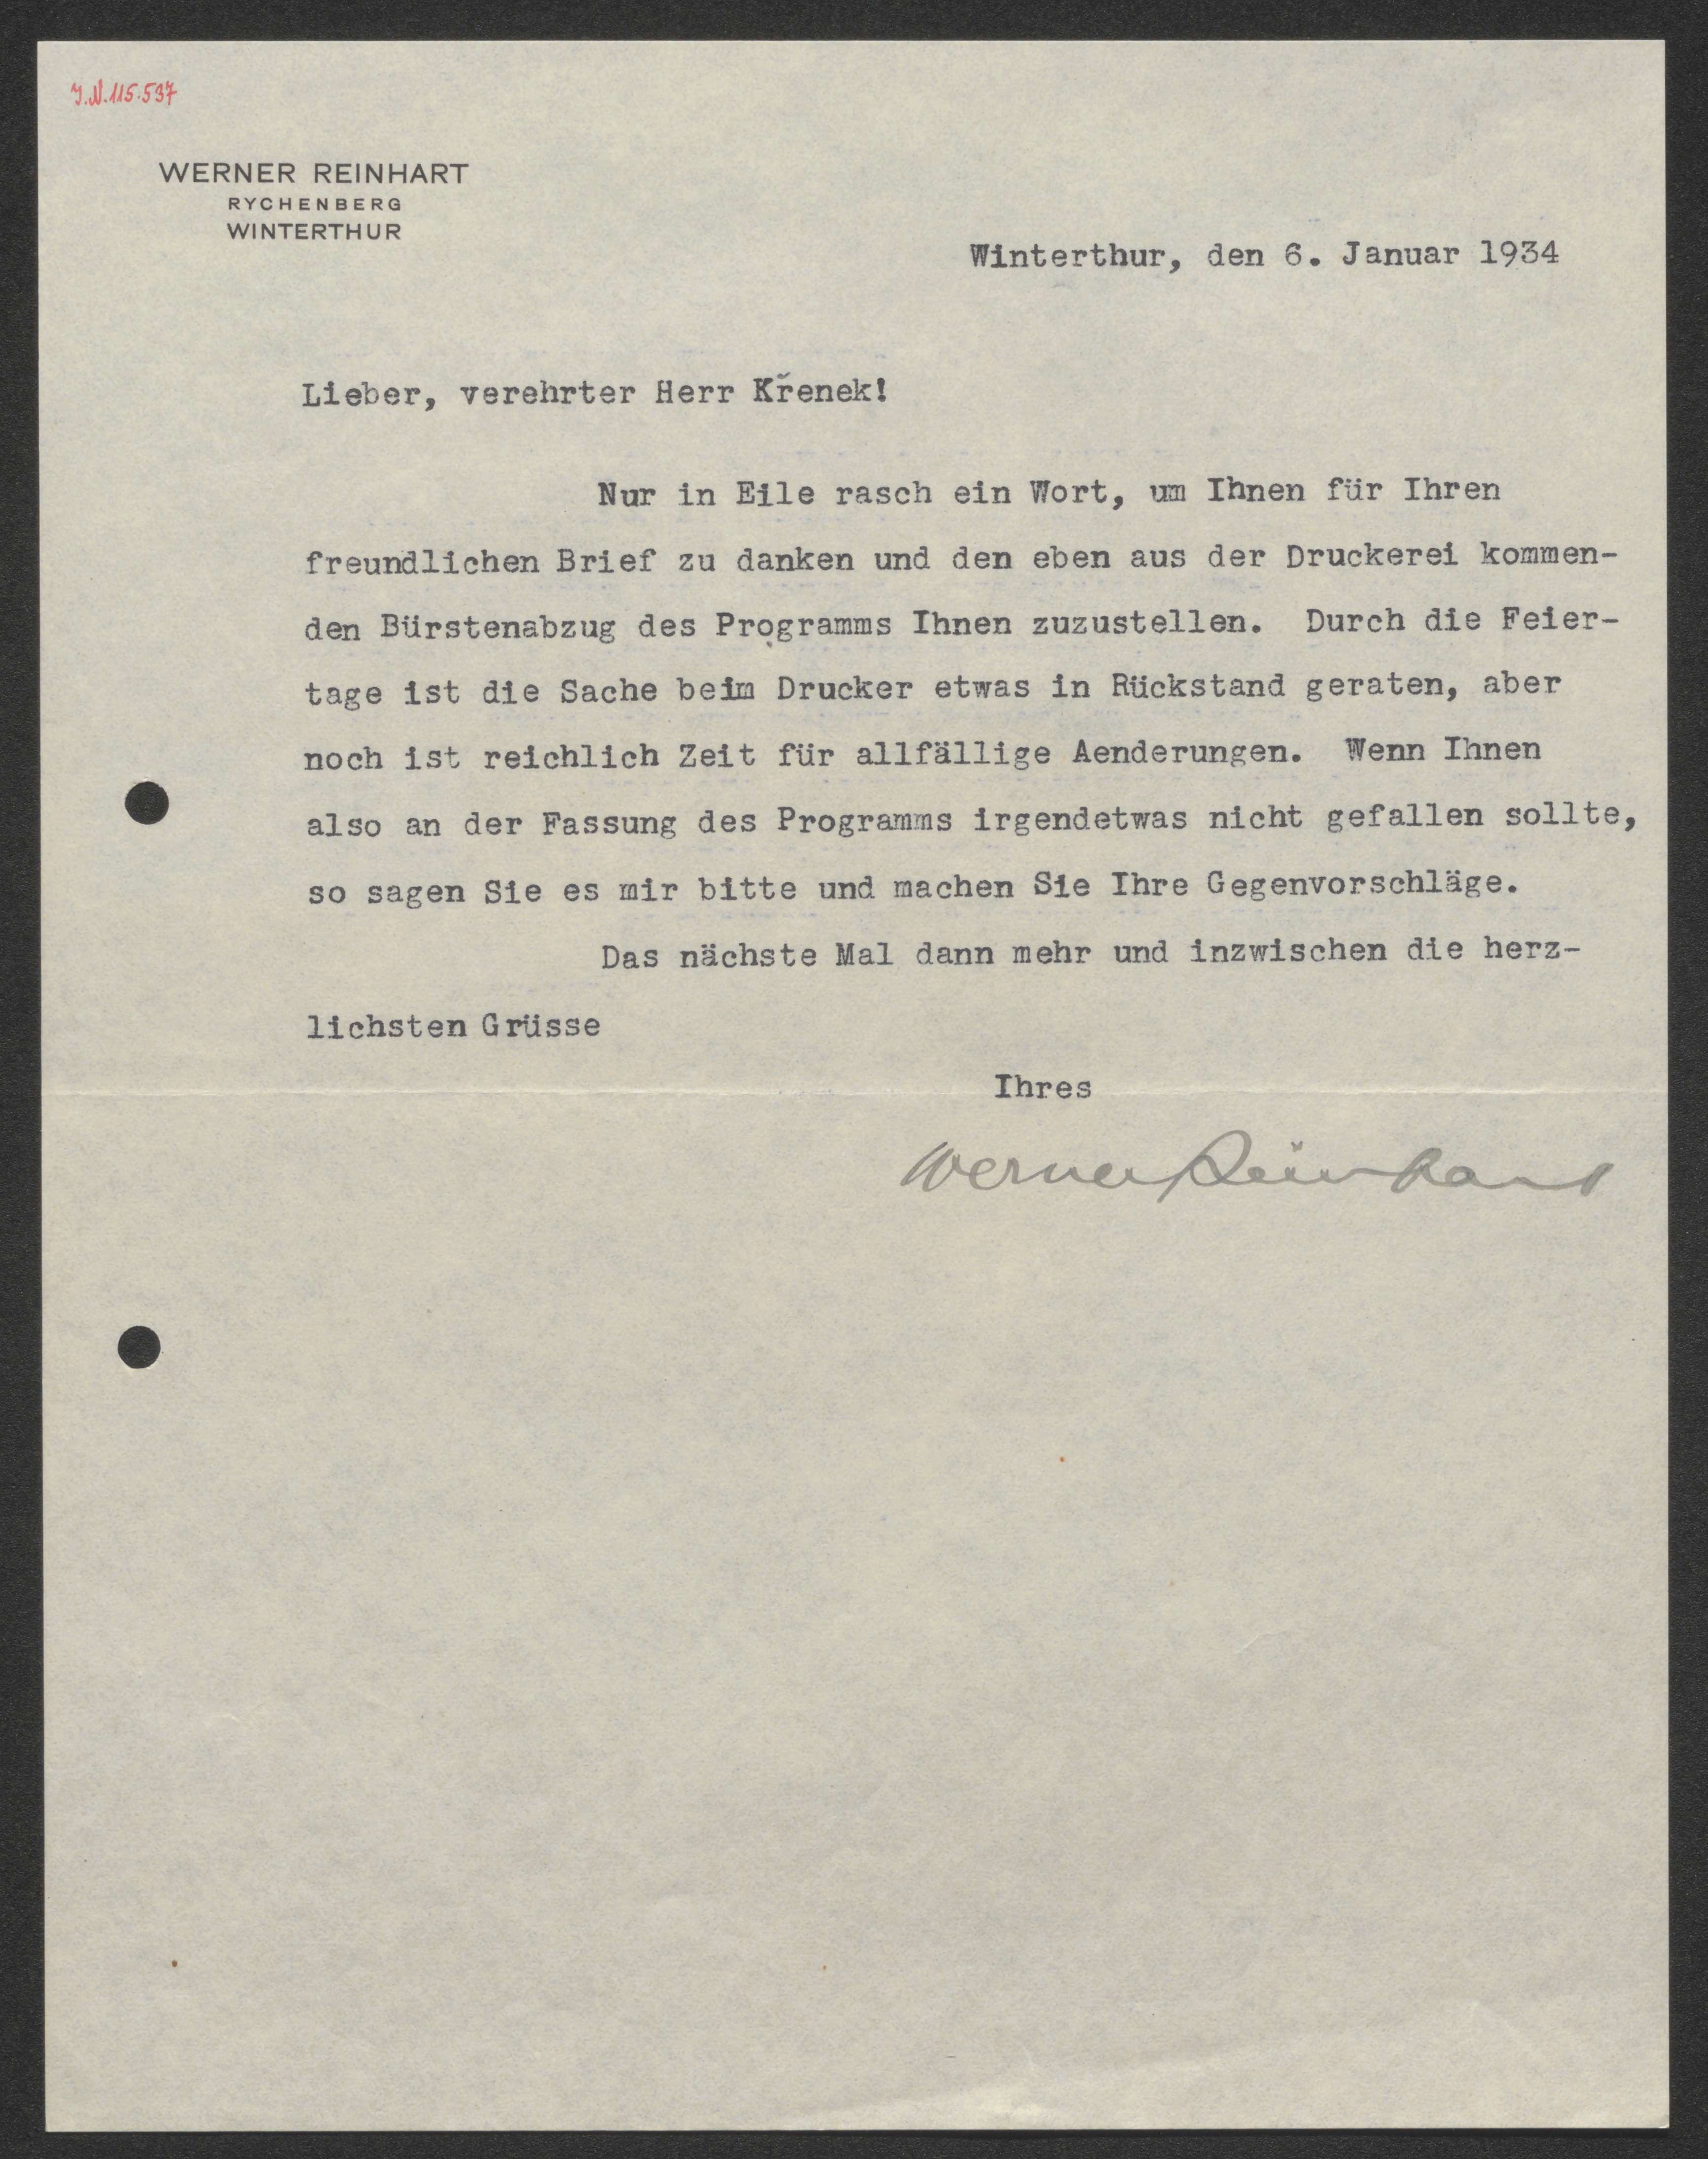 J.N.115.537
WERNER REINHART
RYCHENBERG
WINTERTHUR
Winterthur, den 6. Januar 1934
Lieber, verehrter Herr Křenek!
Nur in Eile rasch ein Wort, um Ihnen für Ihren
freundlichen Brief zu danken und den eben aus der Druckerei kommen-
den Bürstenabzug des Programms Ihnen zuzustellen. Durch die Feier-
tage ist die Sache beim Drucker etwas in Rückstand geraten, aber
noch ist reichlich Zeit für allfällige Aenderungen. Wenn Ihnen
also an der Fassung des Programms irgendetwas nicht gefallen sollte,
so sagen Sie es mir bitte und machen Sie Ihre Gegenvorschläge.
Das nächste Mal dann mehr und inzwischen die herz-
lichsten Grüsse
Ihres
Werner Reinhart